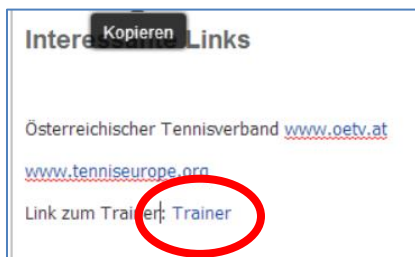 Kopieren
Interessante Links
Österreichischer Tennisverband www.oetv.at
www.tenniseurope.org
Link zum Trainer: Trainer